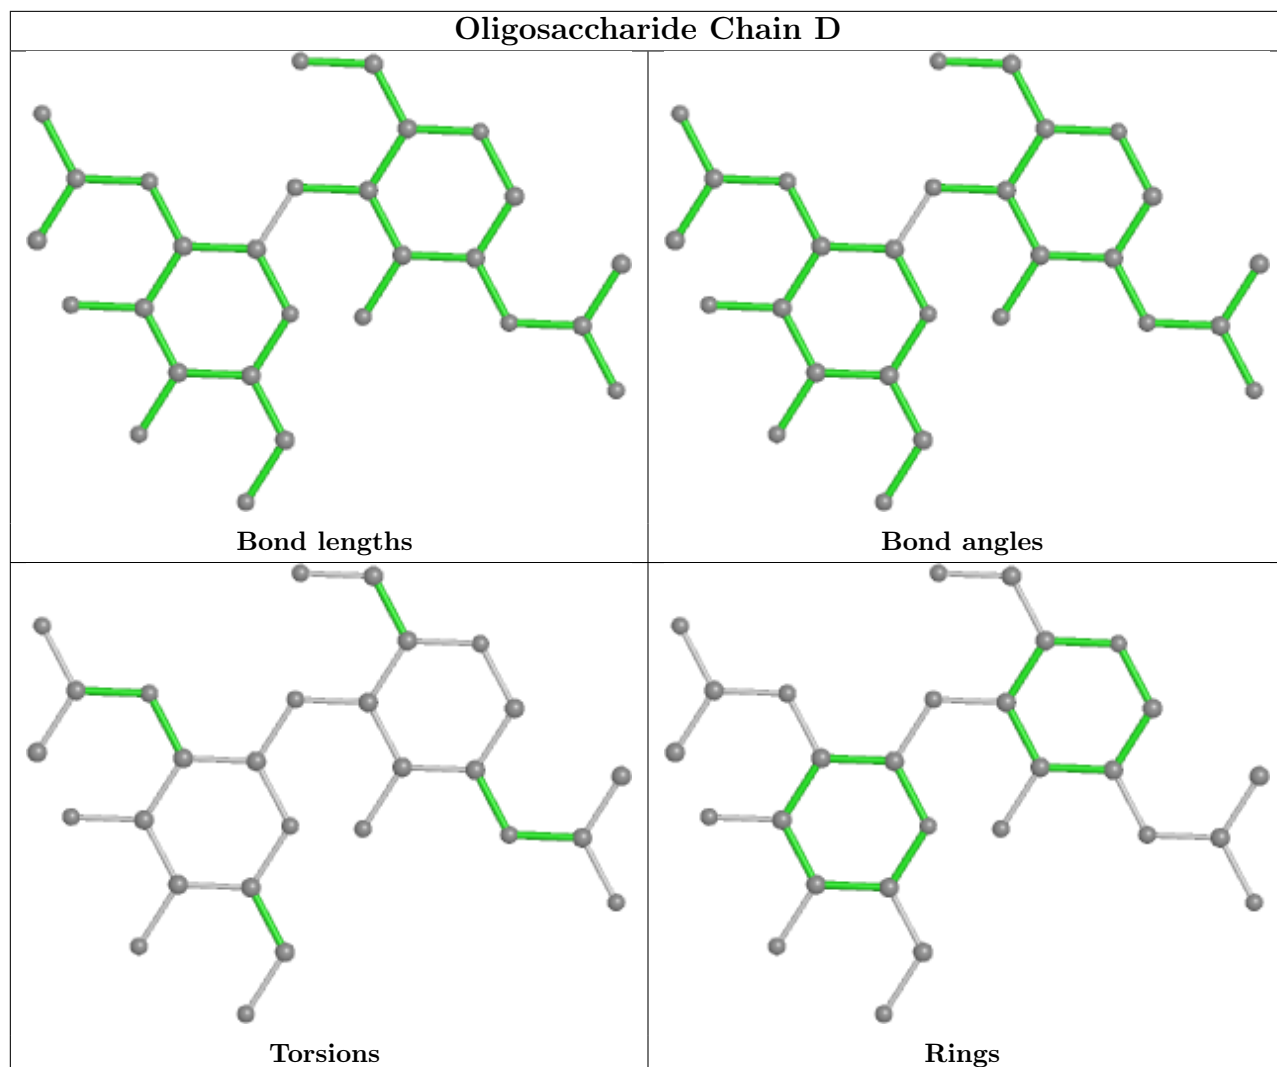 Oligosaccharide Chain D
Bond lengths
Bond angles
Torsions
Rings